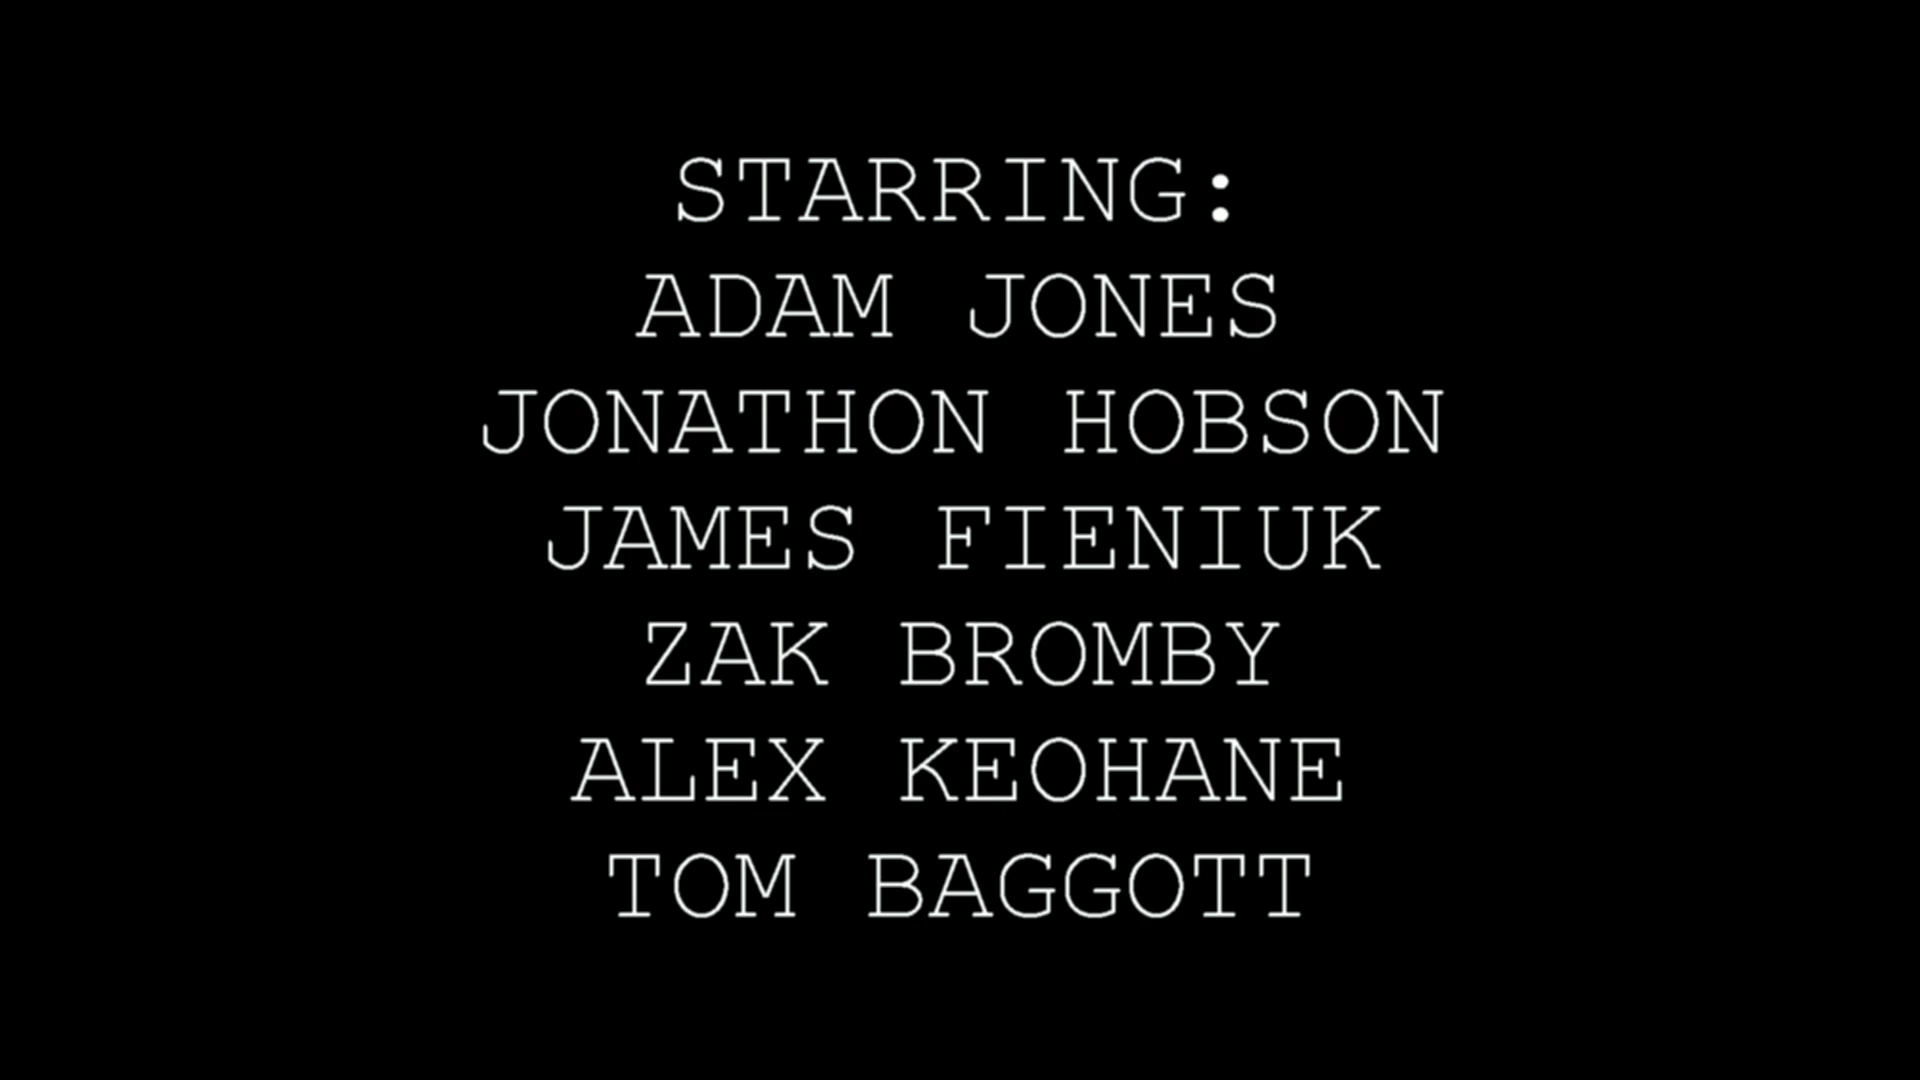 STARRING:
ADAM JONES
JONATHON HOBSON
JAMES FIENIUK
ZAK BROMBY
ALEX KEOHANE
TOM BAGGOTT